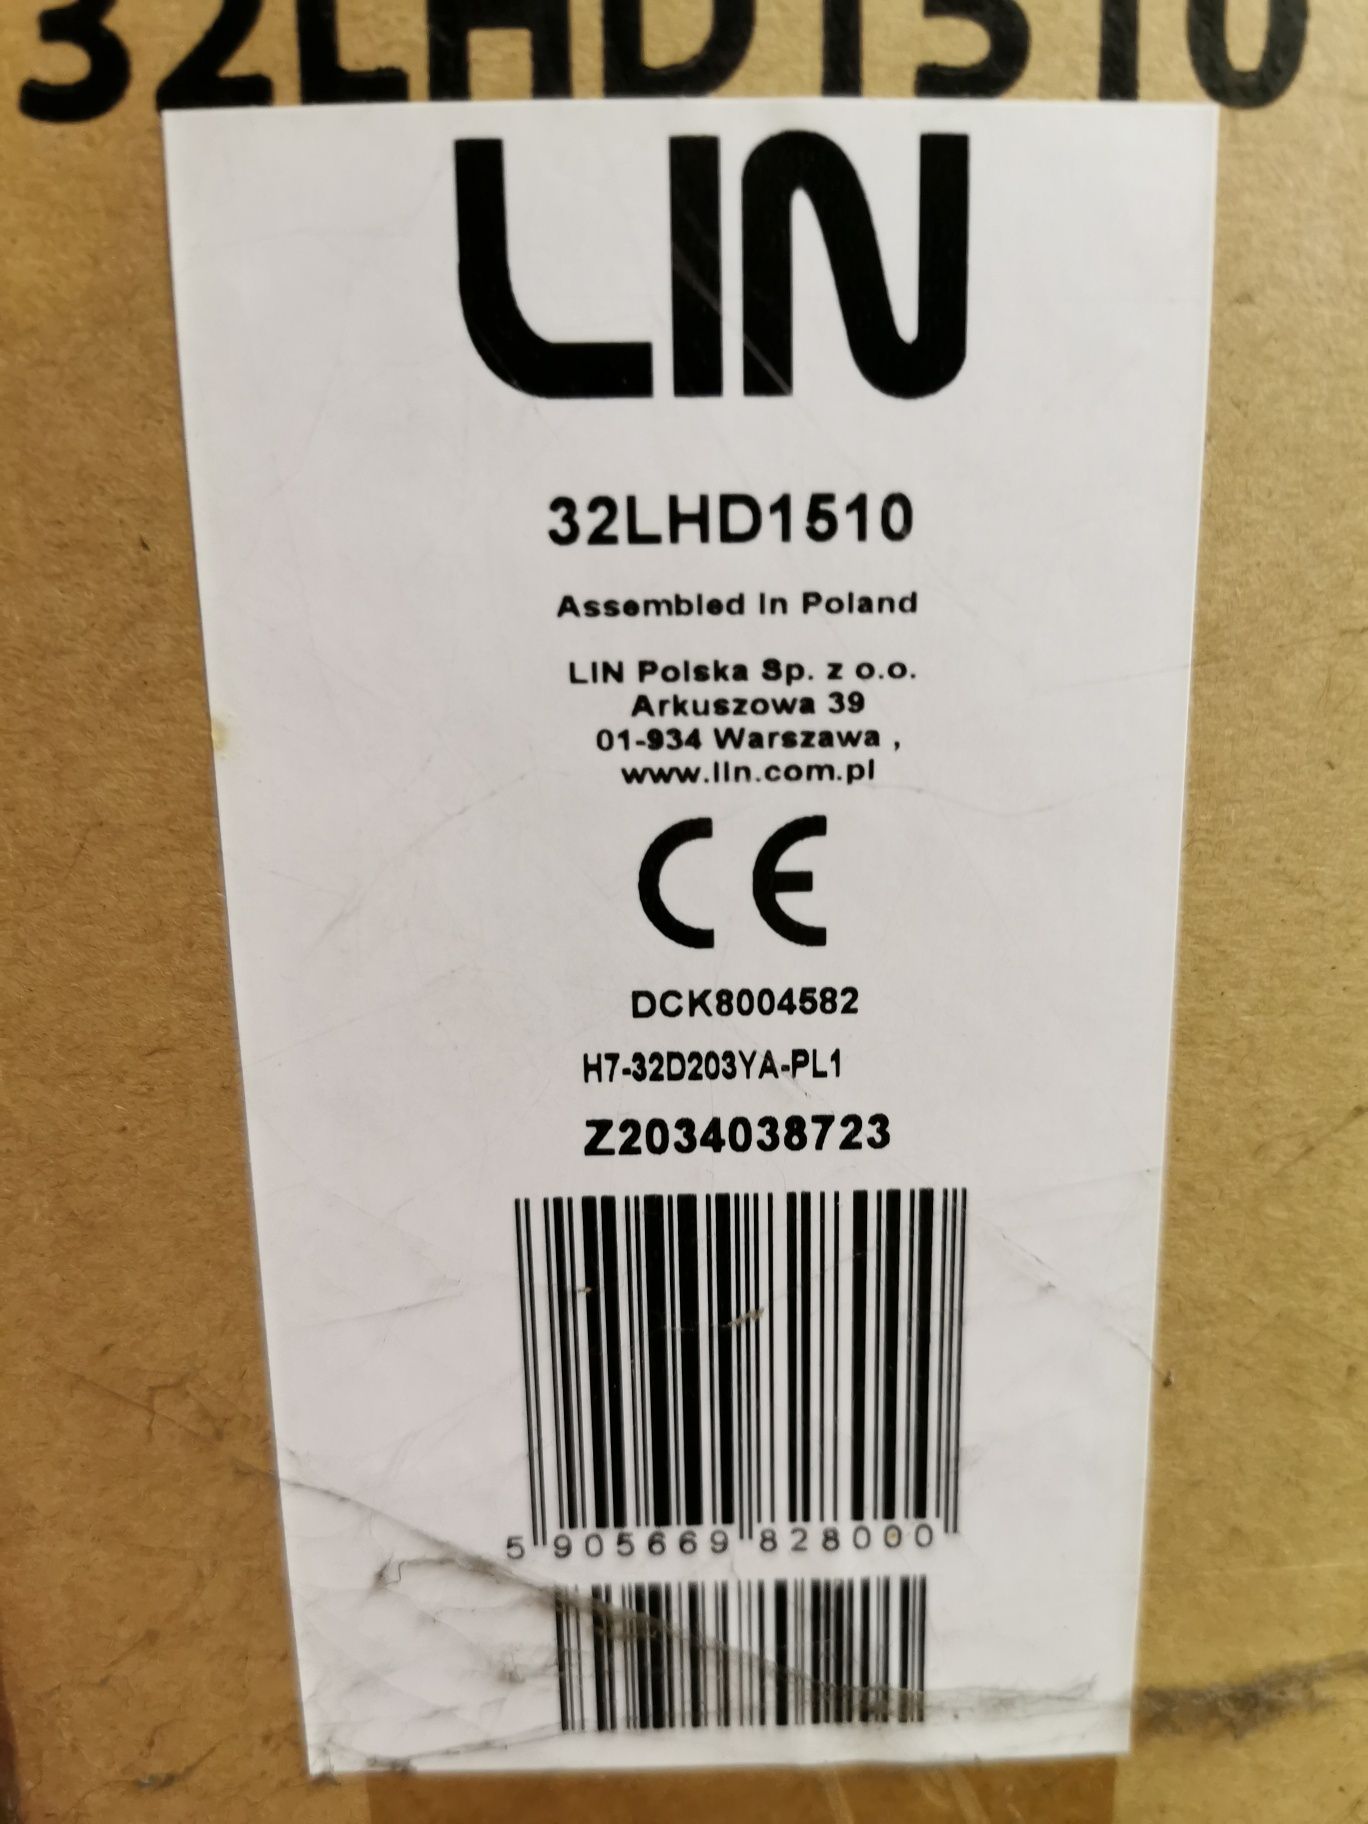 32LHD1510
LIN
32LHD1510
Assembled In Poland
LIN Polska Sp. z o.o.
Arkuszowa 39
01-934 Warszawa ,
www.lin.com.pl
CE
DCK8004582
H7-32D203YA-PL1
Z2034038723
5 905669 828000